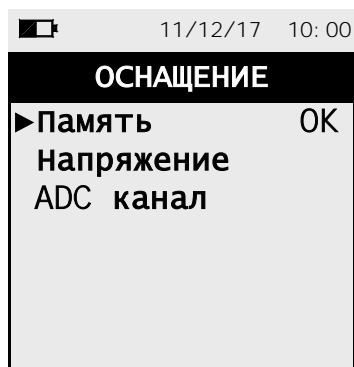 11/12/17 10:00
ОСНАЩЕНИЕ
►Память OK
Напряжение
ADC канал